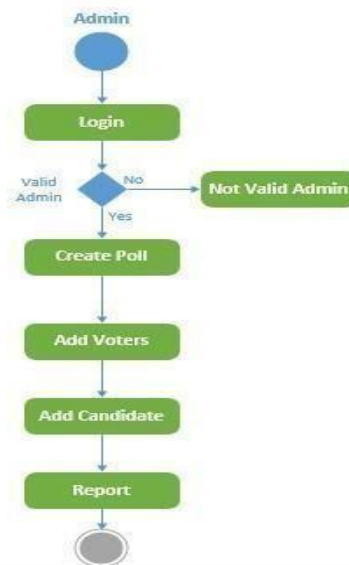 Admin
Login
Valid
Admin
No
Not Valid Admin
Yes
Create Poll
Add Voters
Add Candidate
Report